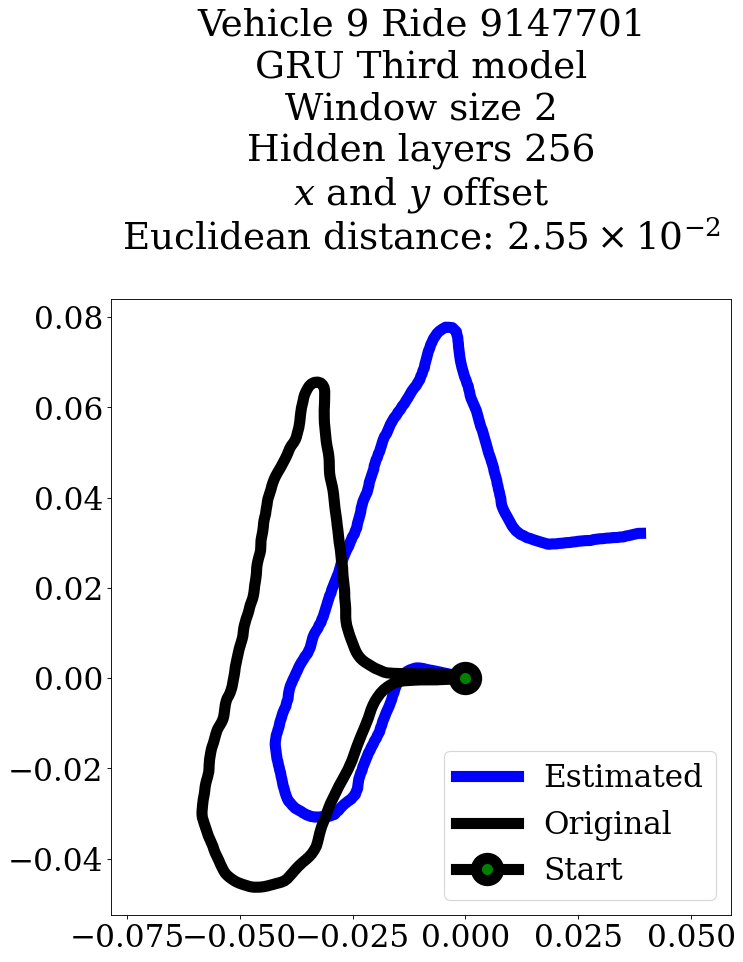 Vehicle 9 Ride 9147701
GRU Third model
Window size 2
Hidden layers 256
x and y offset
Euclidean distance: 2.55 × 10⁻²
0.08
0.06
0.04
0.02
0.00
−0.02
−0.04
Estimated
Original
Start
−0.075 −0.050 −0.025 0.000 0.025 0.050